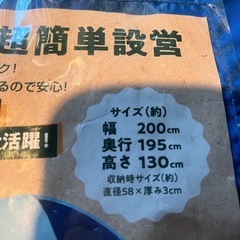 超簡単設営
ク!
るので安心!
活躍!
サイズ(約)
幅 200cm
奥行 195cm
高さ 130cm
収納時サイズ(約)
直径58×厚み3cm